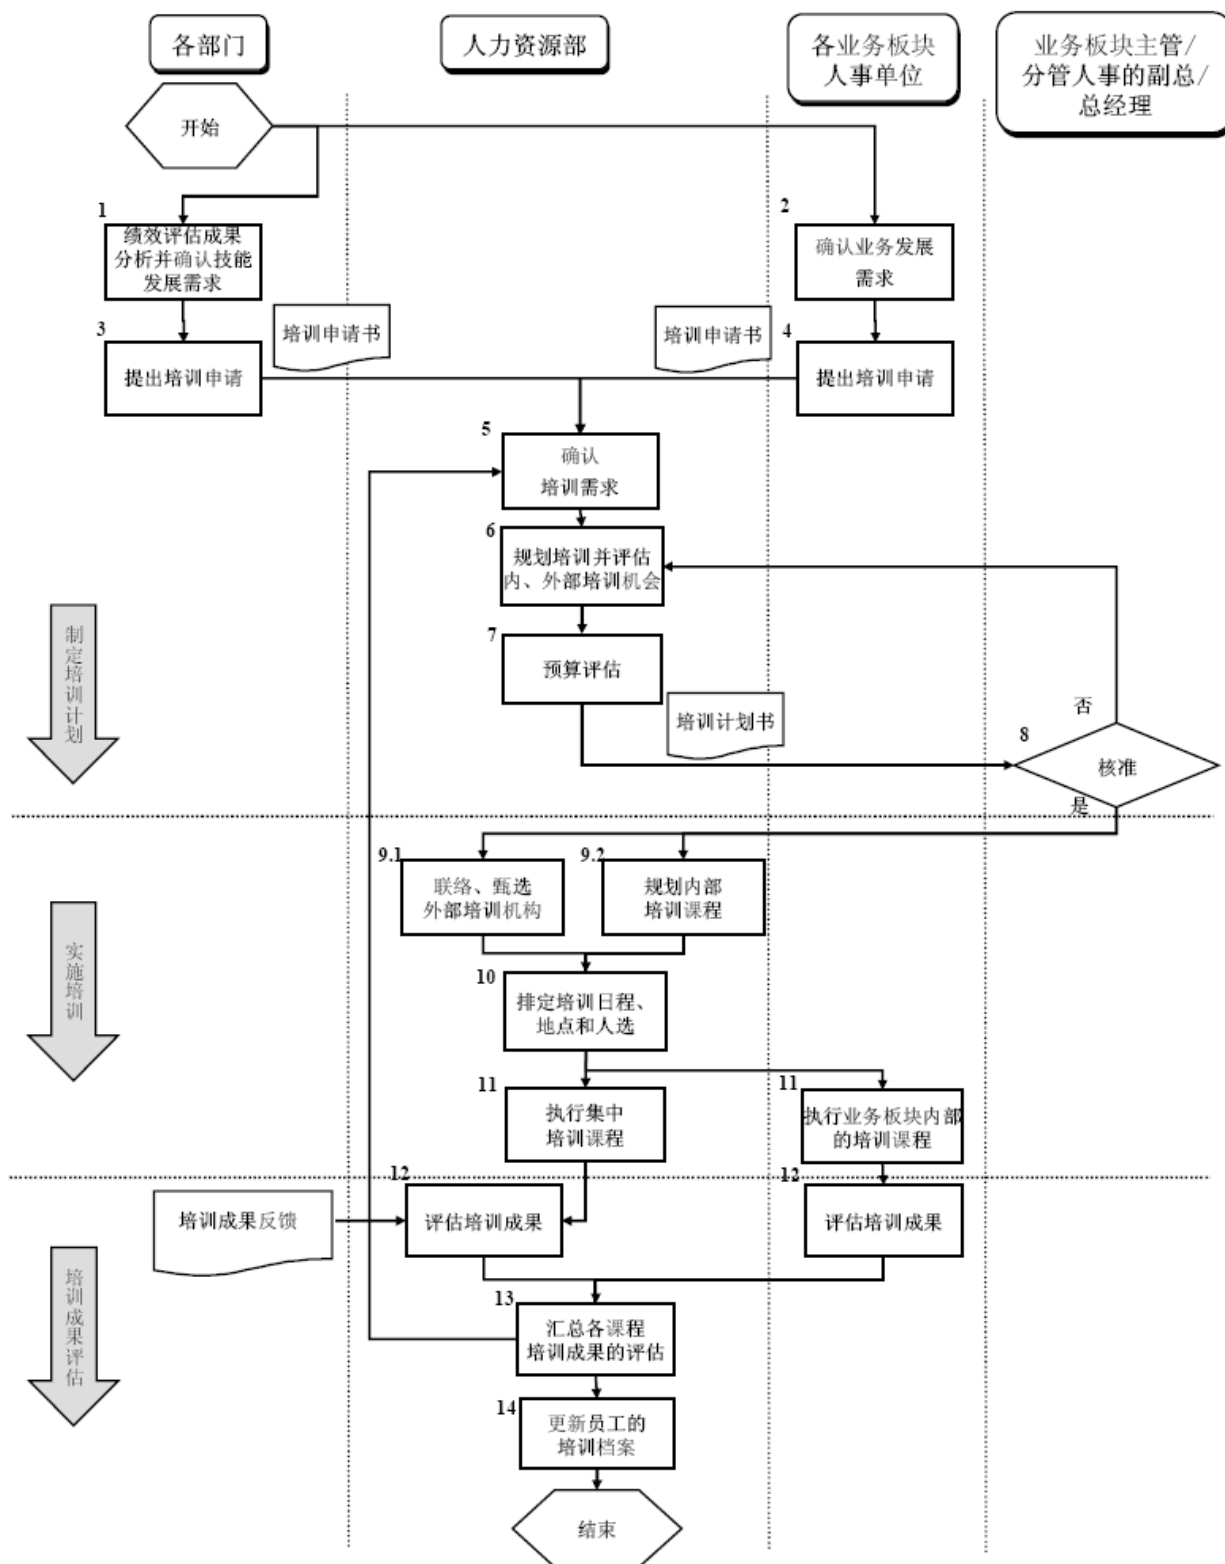 各部门
人力资源部
各业务板块
人事单位
业务板块主管/
分管人事的副总/
总经理
开始
1
绩效评估成果
分析并确认技能
发展需求
2
确认业务发展
需求
3
提出培训申请
培训申请书
培训申请书
4
提出培训申请
5
确认
培训需求
6
规划培训并评估
内、外部培训机会
7
预算评估
培训计划书
8
核准
否
是
制定培训计划
9.1
联络、甄选
外部培训机构
9.2
规划内部
培训课程
10
排定培训日程、
地点和人选
实施培训
11
执行集中
培训课程
11
执行业务板块内部
的培训课程
培训成果反馈
12
评估培训成果
12
评估培训成果
13
汇总各课程
培训成果的评估
培训成果评估
14
更新员工的
培训档案
结束